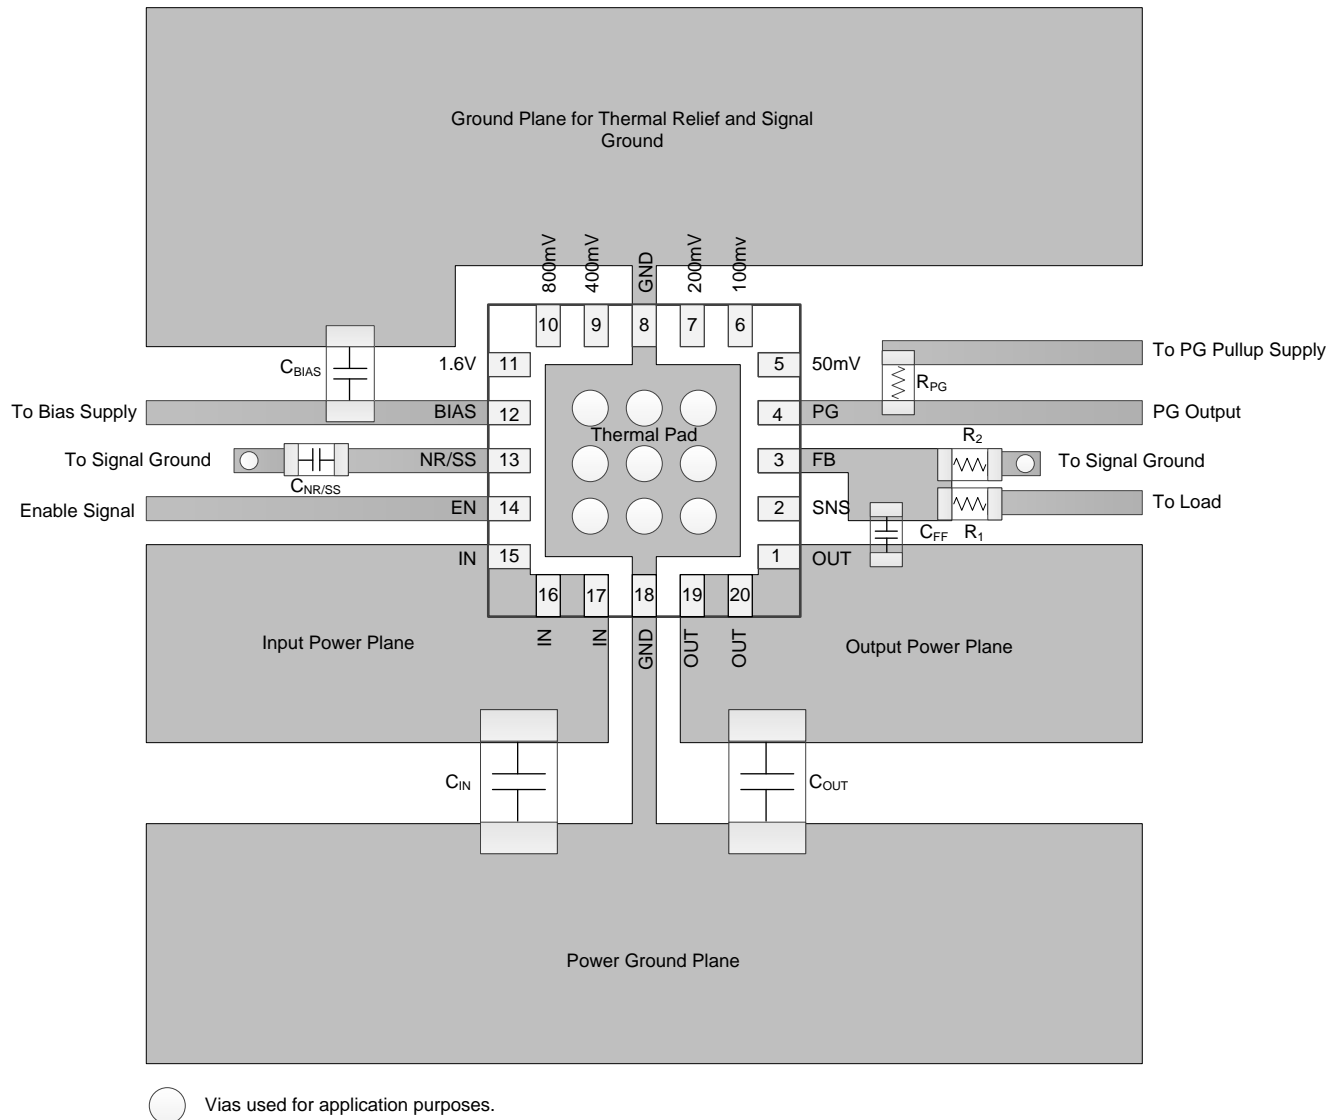 Ground Plane for Thermal Relief and Signal
Ground
800mV
400mV
GND
200mV
100mv
10
9
8
7
6
CBIAS
1.6V
11
5
50mV
To PG Pullup Supply
RPG
To Bias Supply
BIAS
12
4
PG
PG Output
Thermal Pad
R2
To Signal Ground
NR/SS
13
3
FB
To Signal Ground
CNR/SS
Enable Signal
EN
14
2
SNS
To Load
CFF
R1
IN
15
1
OUT
16
17
18
19
20
IN
IN
GND
OUT
OUT
Input Power Plane
Output Power Plane
CIN
COUT
Power Ground Plane
Vias used for application purposes.